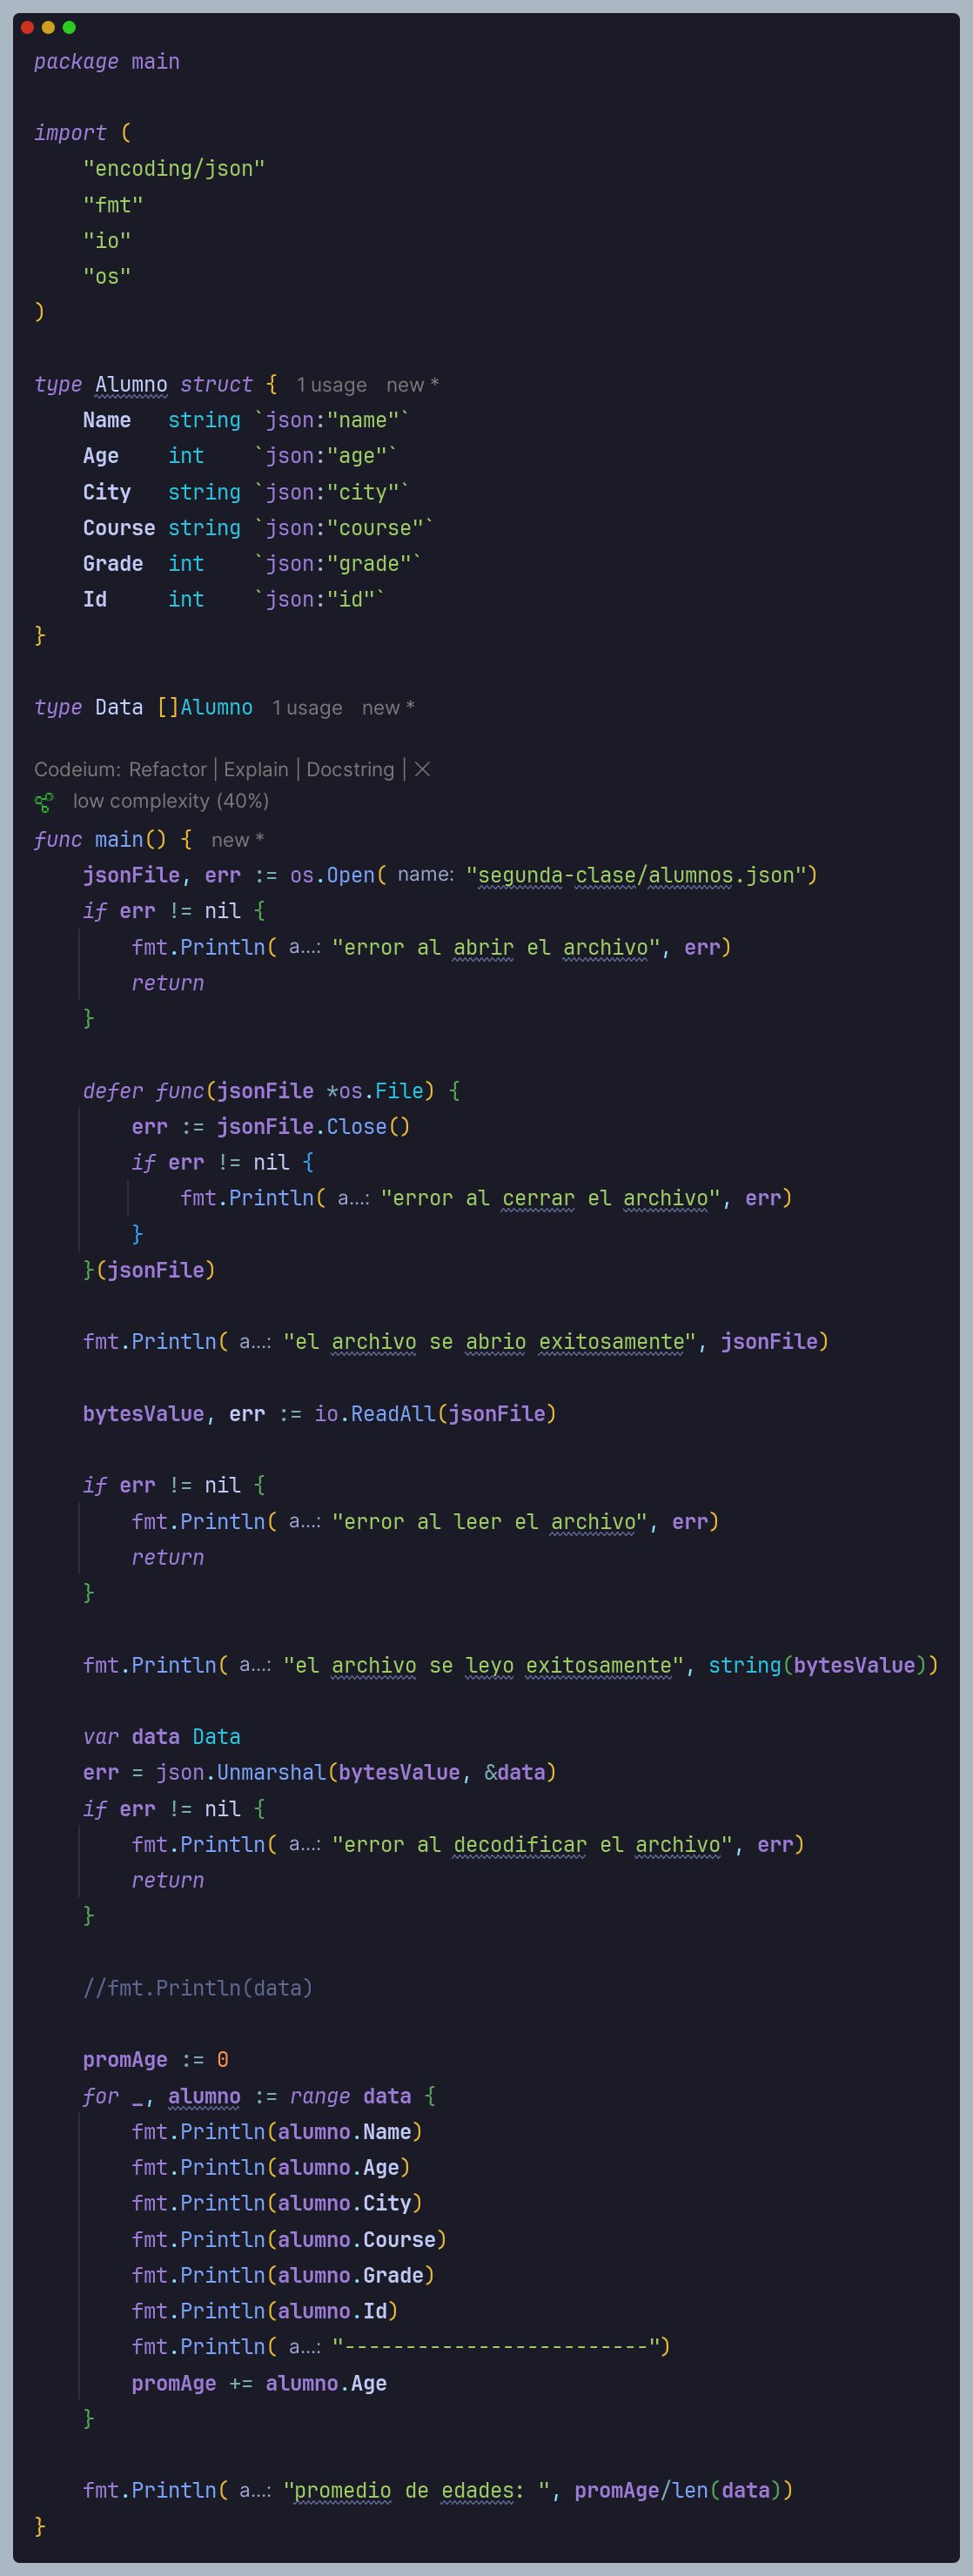 package main

import (
    "encoding/json"
    "fmt"
    "io"
    "os"
)

type Alumno struct {  1 usage  new *
    Name   string `json:"name"`
    Age    int    `json:"age"`
    City   string `json:"city"`
    Course string `json:"course"`
    Grade  int    `json:"grade"`
    Id     int    `json:"id"`
}

type Data []Alumno  1 usage  new *

Codeium: Refactor | Explain | Docstring | ×
low complexity (40%)
func main() {  new *
    jsonFile, err := os.Open( name: "segunda-clase/alumnos.json")
    if err != nil {
        fmt.Println( a...: "error al abrir el archivo", err)
        return
    }

    defer func(jsonFile *os.File) {
        err := jsonFile.Close()
        if err != nil {
            fmt.Println( a...: "error al cerrar el archivo", err)
        }
    }(jsonFile)

    fmt.Println( a...: "el archivo se abrio exitosamente", jsonFile)

    bytesValue, err := io.ReadAll(jsonFile)

    if err != nil {
        fmt.Println( a...: "error al leer el archivo", err)
        return
    }

    fmt.Println( a...: "el archivo se leyo exitosamente", string(bytesValue))

    var data Data
    err = json.Unmarshal(bytesValue, &data)
    if err != nil {
        fmt.Println( a...: "error al decodificar el archivo", err)
        return
    }

    //fmt.Println(data)

    promAge := 0
    for _, alumno := range data {
        fmt.Println(alumno.Name)
        fmt.Println(alumno.Age)
        fmt.Println(alumno.City)
        fmt.Println(alumno.Course)
        fmt.Println(alumno.Grade)
        fmt.Println(alumno.Id)
        fmt.Println( a...: "-------------------------")
        promAge += alumno.Age
    }

    fmt.Println( a...: "promedio de edades: ", promAge/len(data))
}